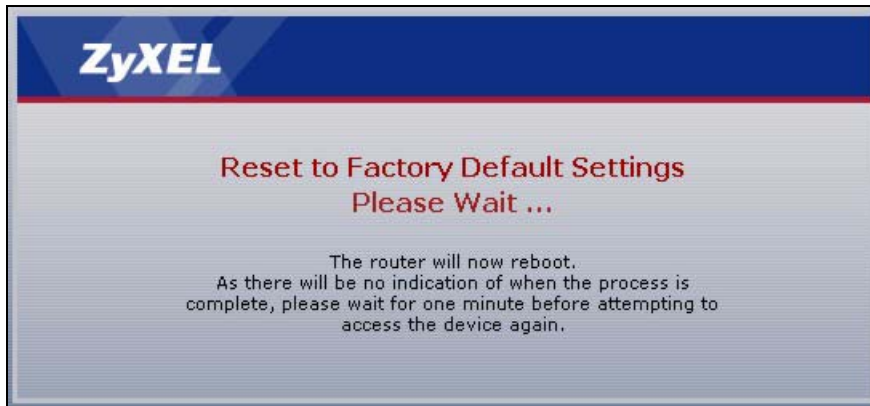 ZyXEL
Reset to Factory Default Settings
Please Wait ...
The router will now reboot.
As there will be no indication of when the process is
complete, please wait for one minute before attempting to
access the device again.